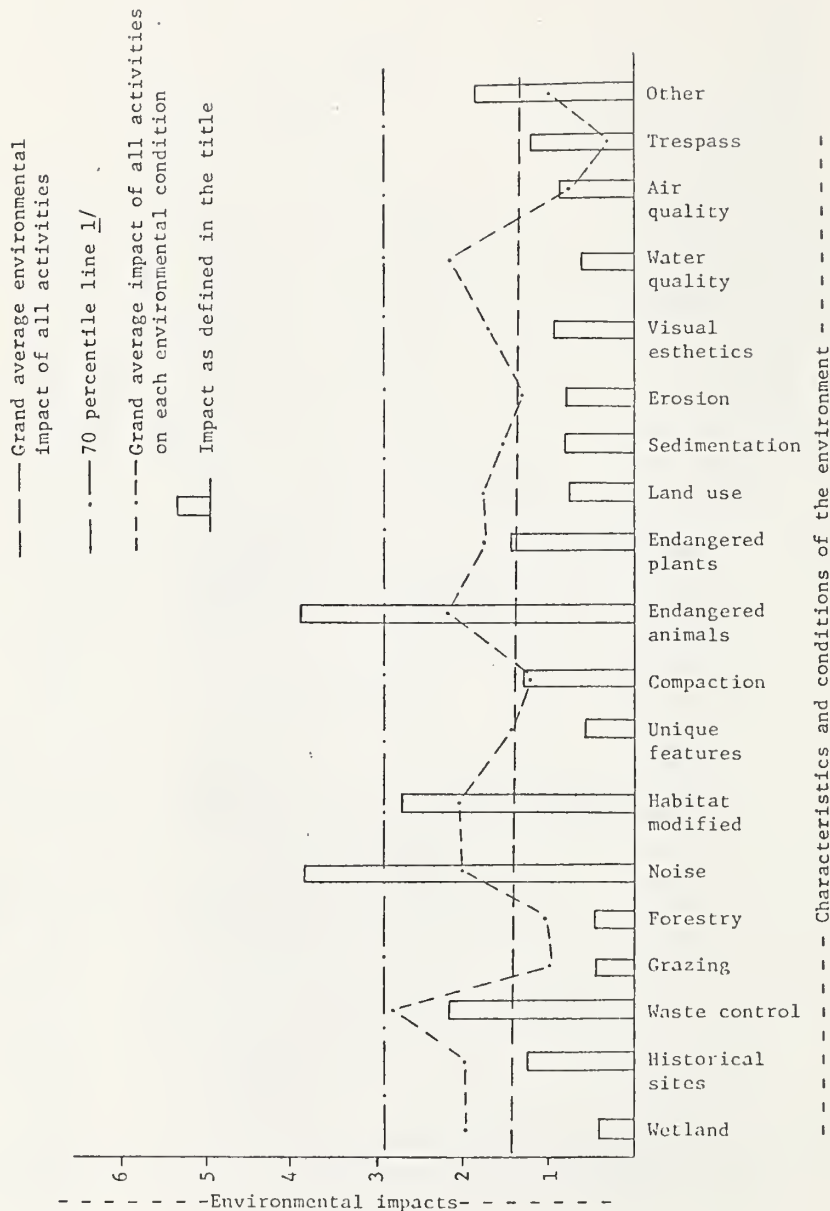 Grand average environmental
impact of all activities
70 percentile line 1/
Grand average impact of all activities
on each environmental condition
Impact as defined in the title
6
5
4
3
2
1
- - - - - - -Environmental impacts- - - - - - -
Wetland
Historical
sites
Waste control
Grazing
Forestry
Noise
Habitat
modified
Unique
features
Compaction
Endangered
animals
Endangered
plants
Land use
Sedimentation
Erosion
Visual
esthetics
Water
quality
Air
quality
Trespass
Other
- - - - - - Characteristics and conditions of the environment - - - - - - -